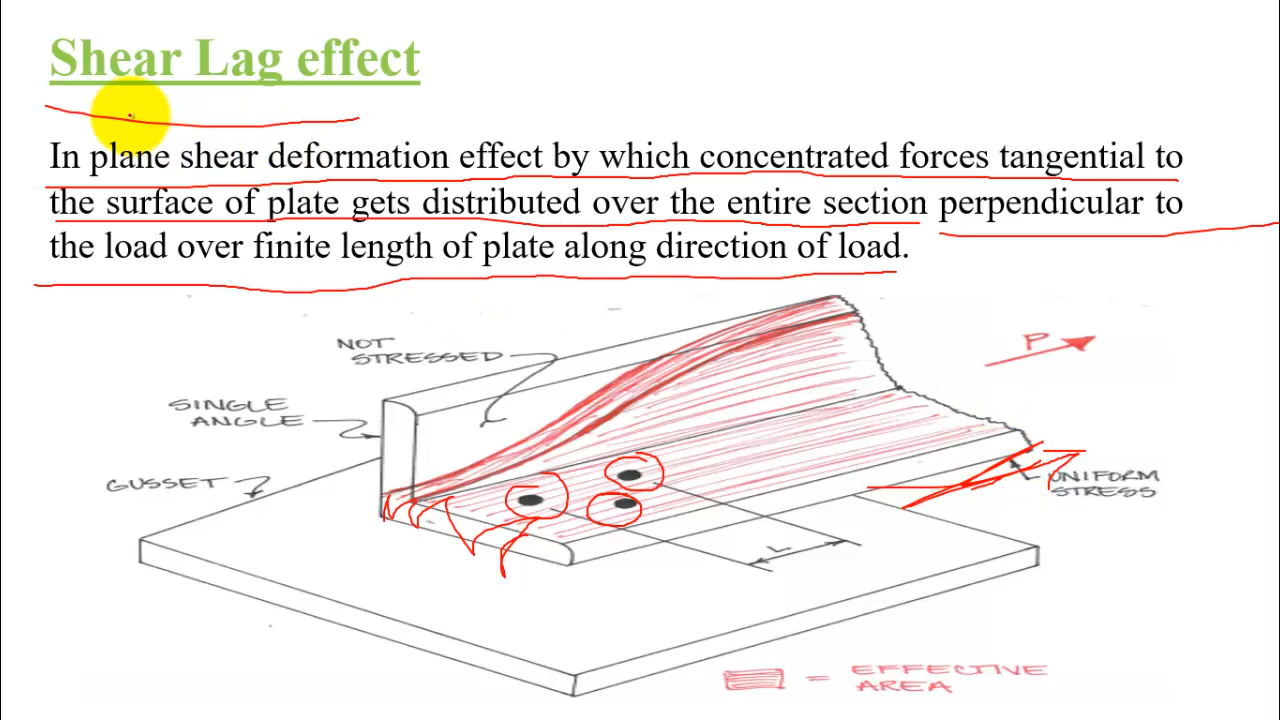 Shear Lag effect
In plane shear deformation effect by which concentrated forces tangential to
the surface of plate gets distributed over the entire section perpendicular to
the load over finite length of plate along direction of load.
NOT
STRESSED
P
SINGLE
ANGLE
GUSSET
UNIFORM
STRESS
L
= EFFECTIVE
AREA